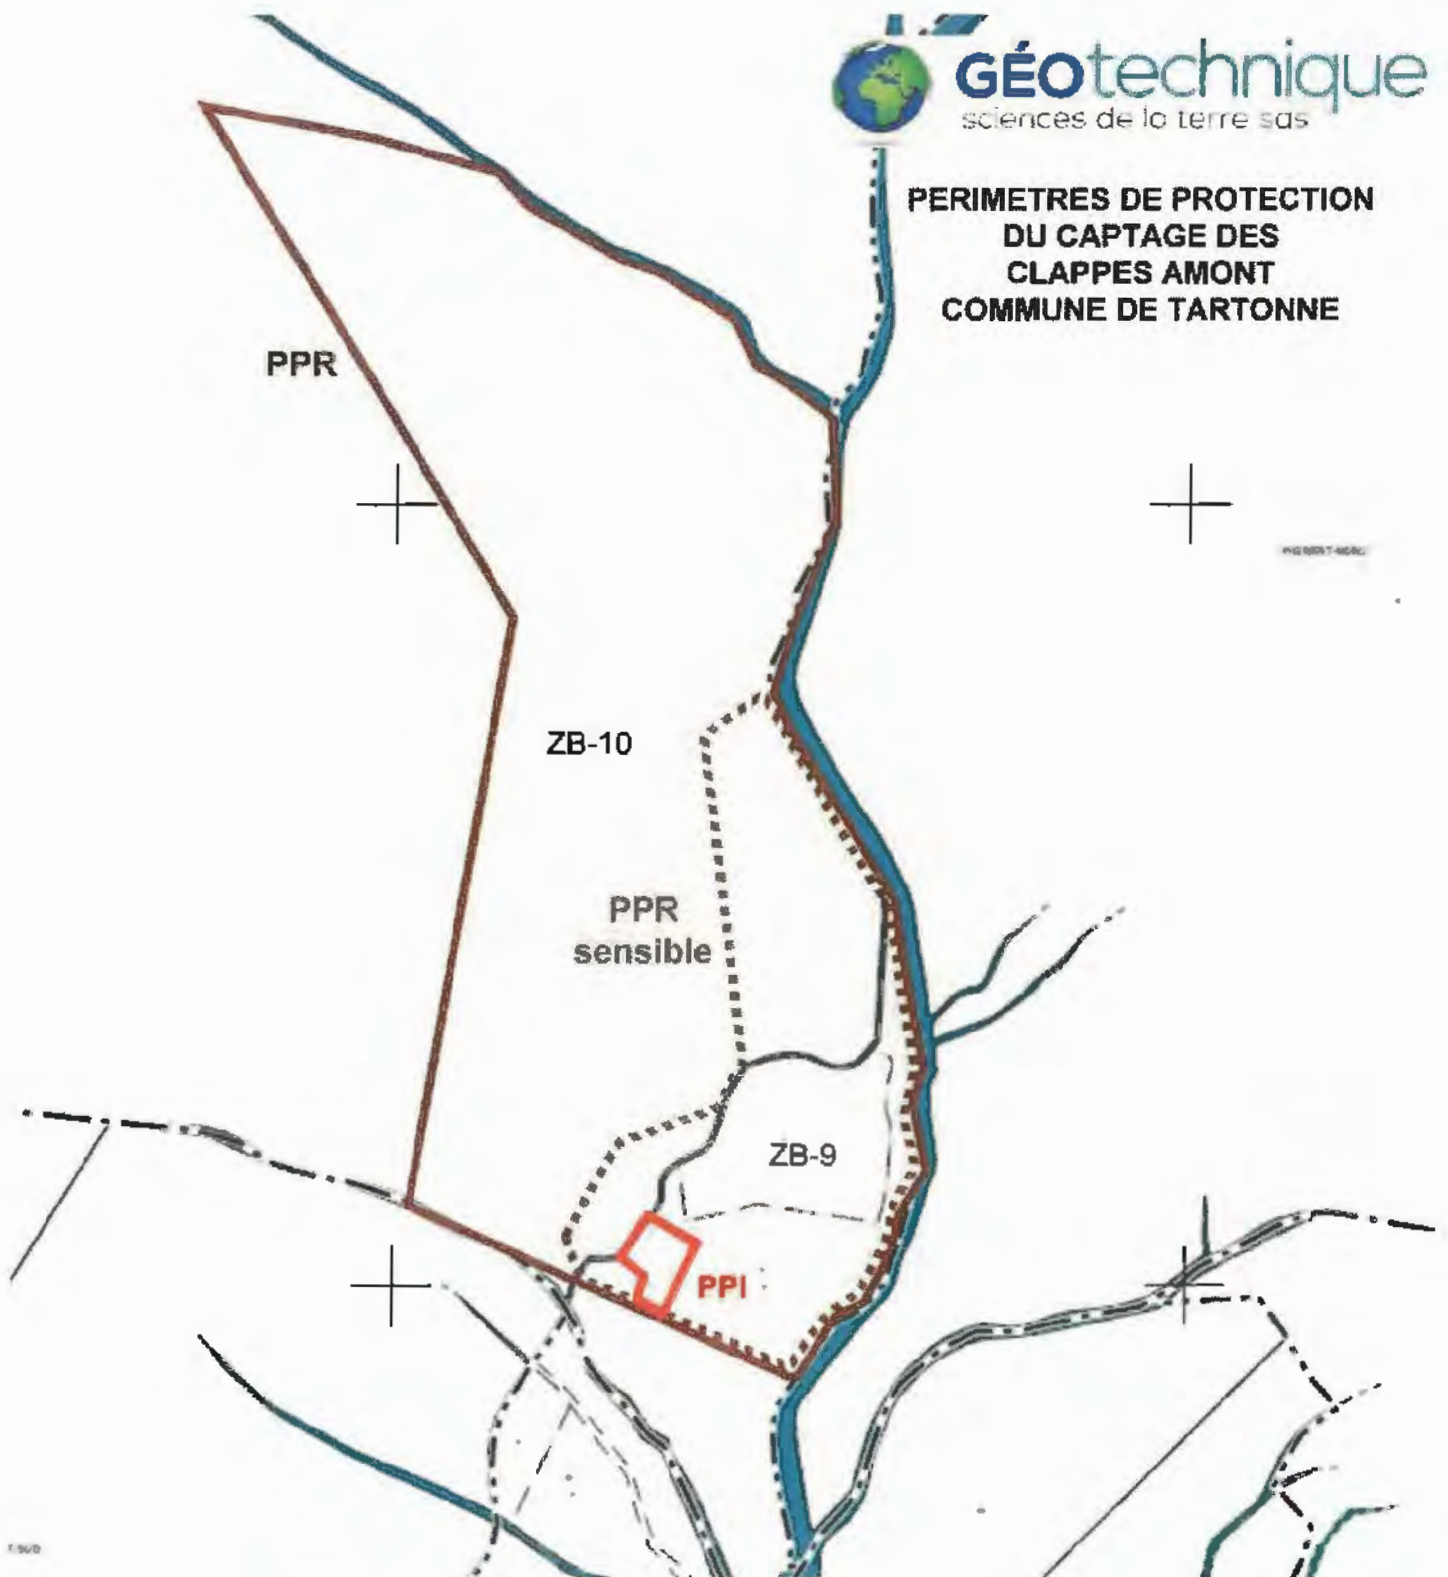 GÉOtechnique
sciences de la terre sas
PERIMETRES DE PROTECTION
DU CAPTAGE DES
CLAPPES AMONT
COMMUNE DE TARTONNE
PPR
ZB-10
PPR
sensible
ZB-9
PPI